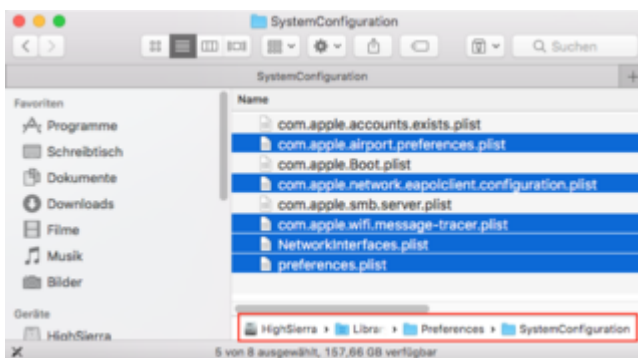 SystemConfiguration
Suchen
SystemConfiguration
Favoriten
Programme
Schreibtisch
Dokumente
Downloads
Filme
Musik
Bilder
Geräte
HighSierra
Name
com.apple.accounts.exists.plist
com.apple.airport.preferences.plist
com.apple.Boot.plist
com.apple.network.eapolclient.configuration.plist
com.apple.smb.server.plist
com.apple.wifi.message-tracer.plist
NetworkInterfaces.plist
preferences.plist
HighSierra › Librar › Preferences › SystemConfiguration
5 von 8 ausgewählt, 157,66 GB verfügbar